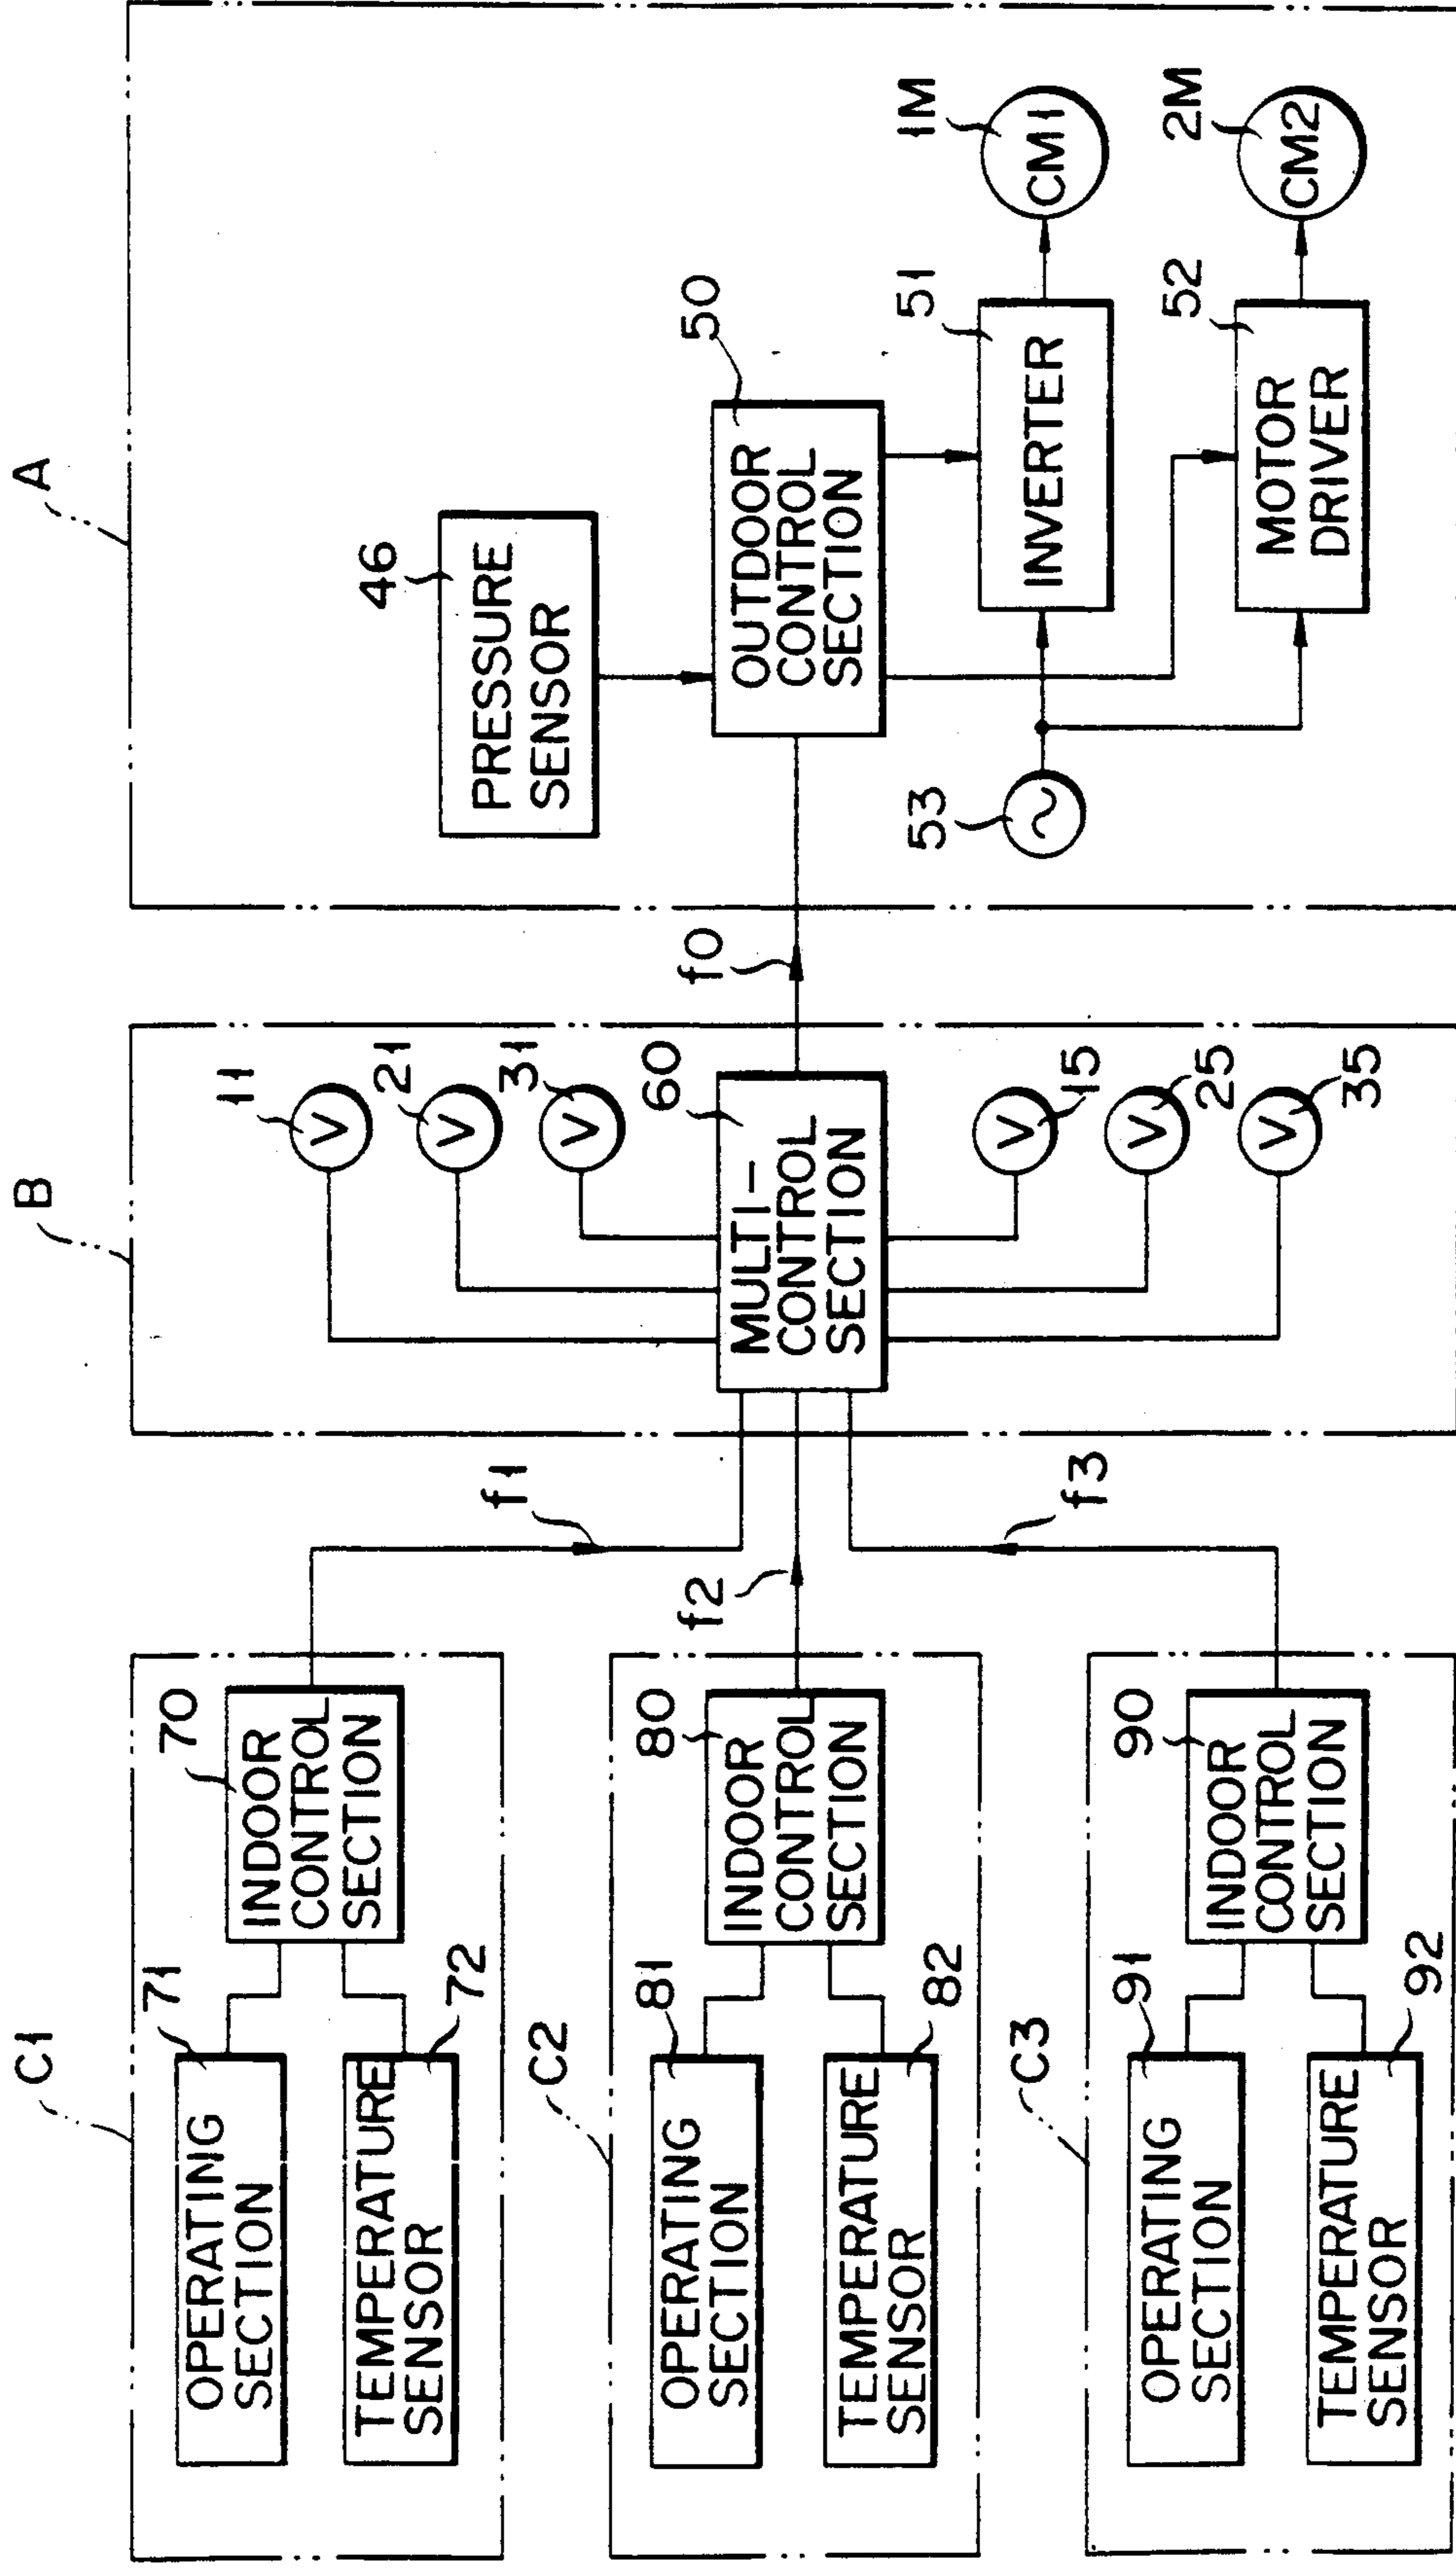 C1
71
OPERATING
SECTION
70
INDOOR
CONTROL
SECTION
TEMPERATURE
SENSOR
72
C2
81
OPERATING
SECTION
80
INDOOR
CONTROL
SECTION
TEMPERATURE
SENSOR
82
C3
91
OPERATING
SECTION
90
INDOOR
CONTROL
SECTION
TEMPERATURE
SENSOR
92
f1
f2
f3
B
11
V
21
V
31
V
60
MULTI-
CONTROL
SECTION
V
15
V
25
V
35
f0
A
46
PRESSURE
SENSOR
50
OUTDOOR
CONTROL
SECTION
53
51
INVERTER
1M
CM1
52
MOTOR
DRIVER
2M
CM2